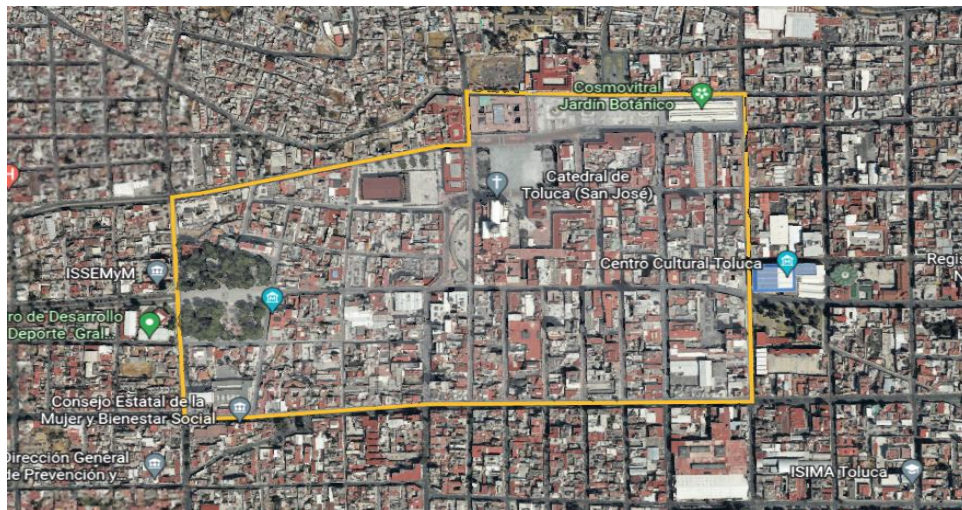 Cosmovitral
Jardín Botánico
Catedral de
Toluca (San José)
ISSEMyM
Centro Cultural Toluca
Regis
N
ro de Desarrollo
Deporte "Gral...
Consejo Estatal de la
Mujer y Bienestar Social
Dirección General
de Prevención y...
ISIMA Toluca